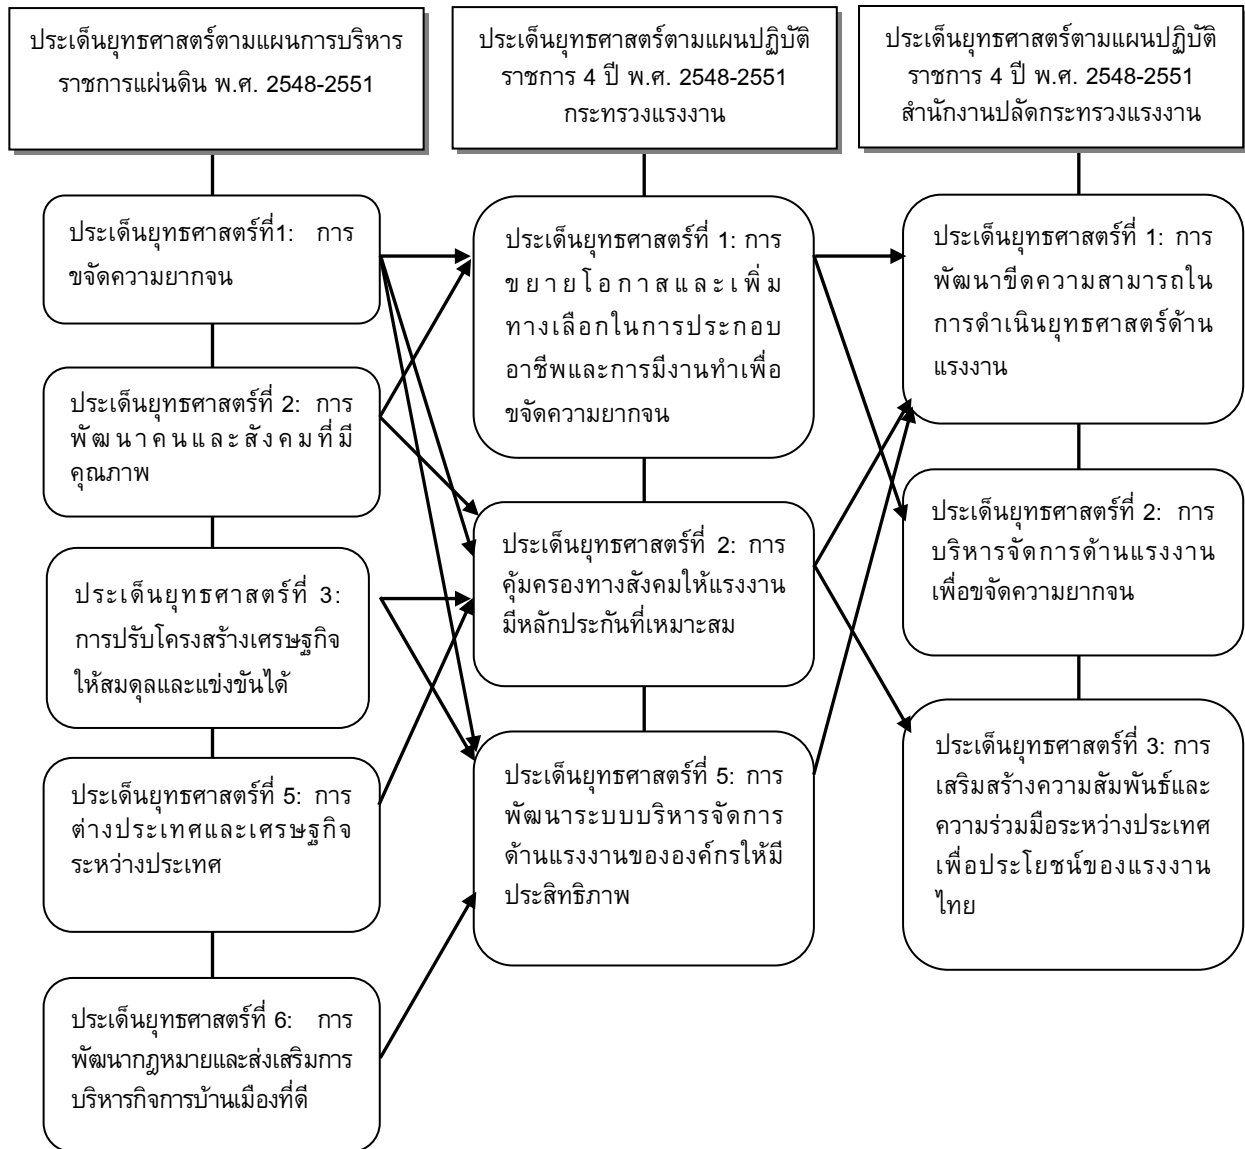 ประเด็นยุทธศาสตร์ตามแผนการบริหาร
ราชการแผ่นดิน พ.ศ. 2548-2551
ประเด็นยุทธศาสตร์ที่1: การ
ขจัดความยากจน
ประเด็นยุทธศาสตร์ที่ 2: การ
พัฒนาคนและสังคมที่มี
คุณภาพ
ประเด็นยุทธศาสตร์ที่ 3:
การปรับโครงสร้างเศรษฐกิจ
ให้สมดุลและแข่งขันได้
ประเด็นยุทธศาสตร์ที่ 5: การ
ต่างประเทศและเศรษฐกิจ
ระหว่างประเทศ
ประเด็นยุทธศาสตร์ที่ 6: การ
พัฒนากฎหมายและส่งเสริมการ
บริหารกิจการบ้านเมืองที่ดี
ประเด็นยุทธศาสตร์ตามแผนปฏิบัติ
ราชการ 4 ปี พ.ศ. 2548-2551
กระทรวงแรงงาน
ประเด็นยุทธศาสตร์ที่ 1: การ
ขยายโอกาสและเพิ่ม
ทางเลือกในการประกอบ
อาชีพและการมีงานทำเพื่อ
ขจัดความยากจน
ประเด็นยุทธศาสตร์ที่ 2: การ
คุ้มครองทางสังคมให้แรงงาน
มีหลักประกันที่เหมาะสม
ประเด็นยุทธศาสตร์ที่ 5: การ
พัฒนาระบบบริหารจัดการ
ด้านแรงงานขององค์กรให้มี
ประสิทธิภาพ
ประเด็นยุทธศาสตร์ตามแผนปฏิบัติ
ราชการ 4 ปี พ.ศ. 2548-2551
สำนักงานปลัดกระทรวงแรงงาน
ประเด็นยุทธศาสตร์ที่ 1: การ
พัฒนาขีดความสามารถใน
การดำเนินยุทธศาสตร์ด้าน
แรงงาน
ประเด็นยุทธศาสตร์ที่ 2: การ
บริหารจัดการด้านแรงงาน
เพื่อขจัดความยากจน
ประเด็นยุทธศาสตร์ที่ 3: การ
เสริมสร้างความสัมพันธ์และ
ความร่วมมือระหว่างประเทศ
เพื่อประโยชน์ของแรงงาน
ไทย